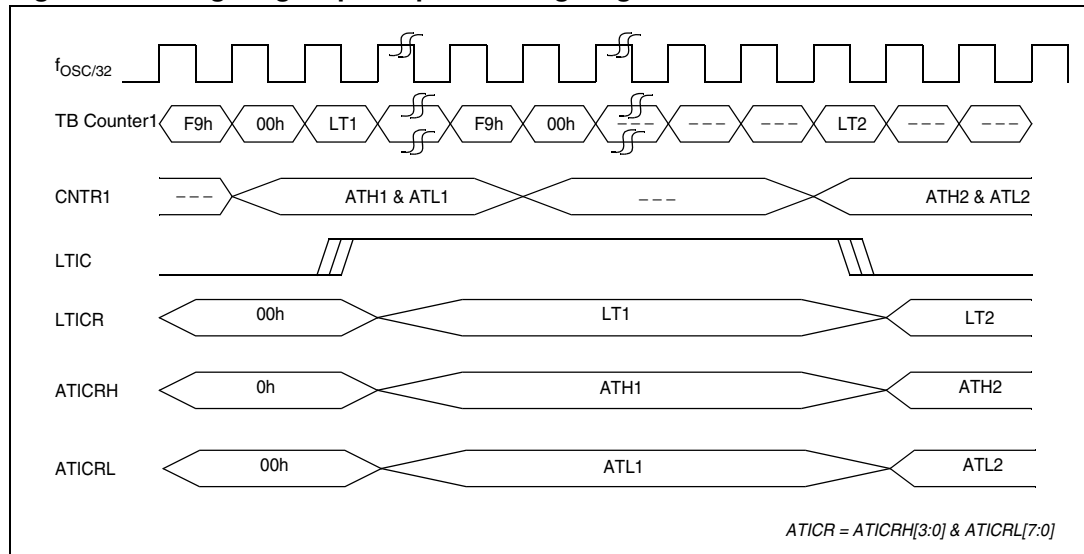 fOSC/32
TB Counter1 F9h 00h LT1 F9h 00h --- --- --- LT2 --- ---
CNTR1 --- ATH1 & ATL1 --- ATH2 & ATL2
LTIC
LTICR 00h LT1 LT2
ATICRH 0h ATH1 ATH2
ATICRL 00h ATL1 ATL2
ATICR = ATICRH[3:0] & ATICRL[7:0]